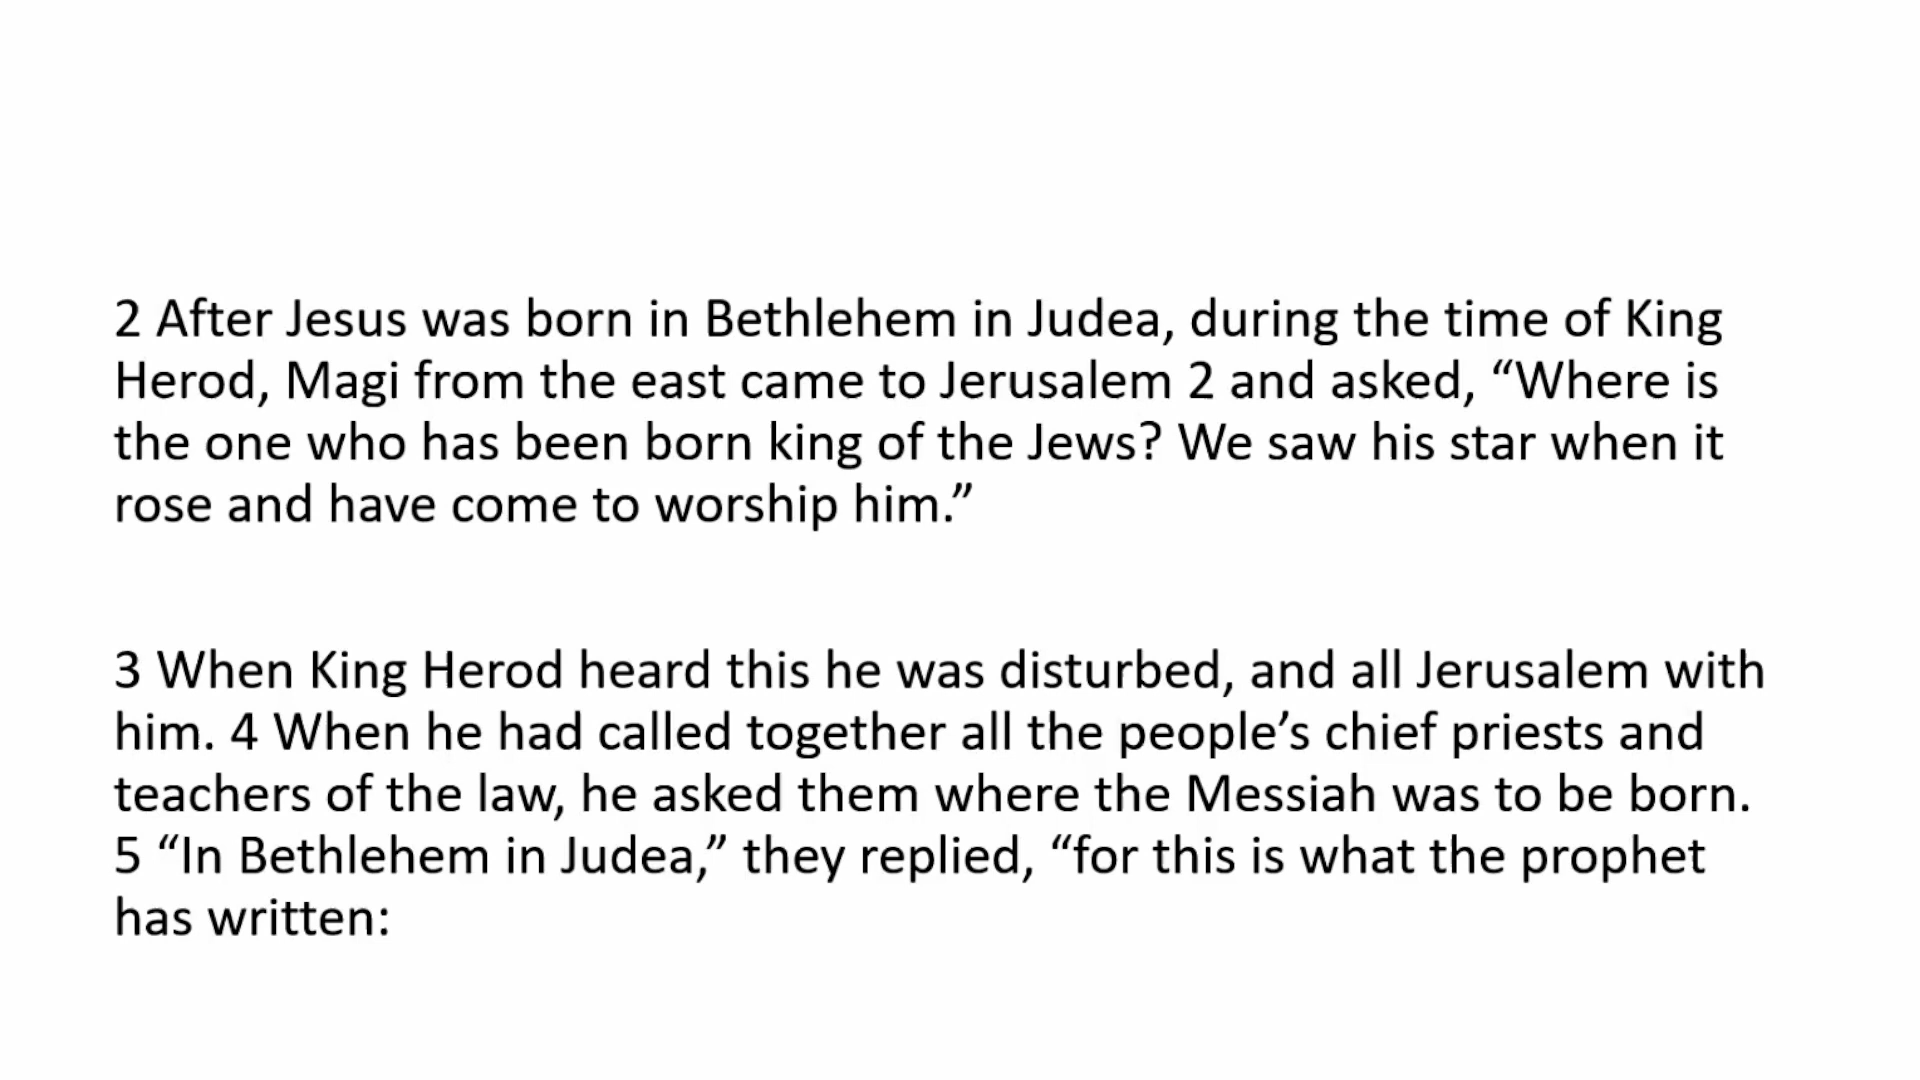 2 After Jesus was born in Bethlehem in Judea, during the time of King
Herod, Magi from the east came to Jerusalem 2 and asked, “Where is
the one who has been born king of the Jews? We saw his star when it
rose and have come to worship him.”
3 When King Herod heard this he was disturbed, and all Jerusalem with
him. 4 When he had called together all the people’s chief priests and
teachers of the law, he asked them where the Messiah was to be born.
5 “In Bethlehem in Judea,” they replied, “for this is what the prophet
has written: